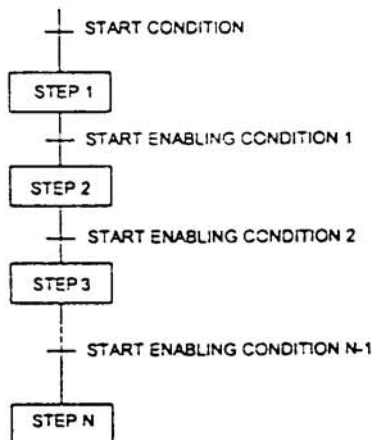 START CONDITION
STEP 1
START ENABLING CONDITION 1
STEP 2
START ENABLING CONDITION 2
STEP 3
START ENABLING CONDITION N-1
STEP N